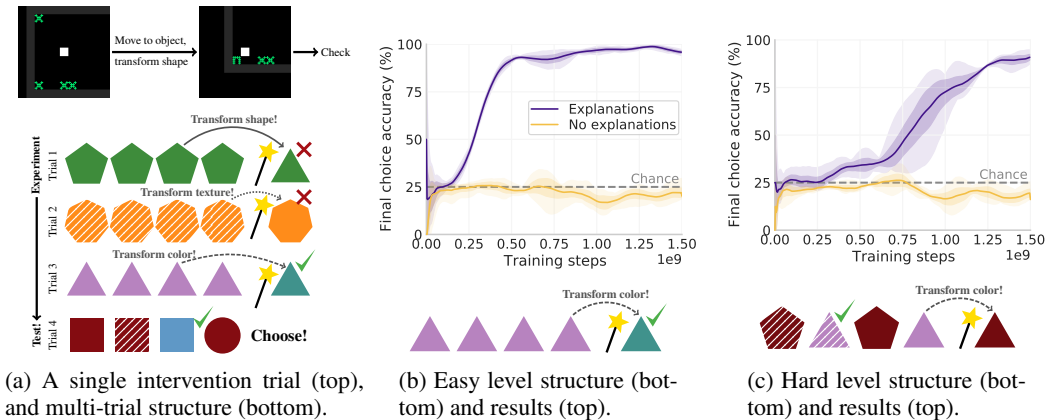 Move to object,
transform shape
Check
Experiment
Trial 1
Transform shape!
Trial 2
Transform texture!
Trial 3
Transform color!
Test!
Trial 4
Choose!
(a) A single intervention trial (top),
and multi-trial structure (bottom).
Final choice accuracy (%)
100
75
50
25
0
Explanations
No explanations
Chance
0.00 0.25 0.50 0.75 1.00 1.25 1.50
Training steps
1e9
Transform color!
(b) Easy level structure (bot-
tom) and results (top).
Final choice accuracy (%)
100
75
50
25
0
Chance
0.00 0.25 0.50 0.75 1.00 1.25 1.50
Training steps
1e9
Transform color!
(c) Hard level structure (bot-
tom) and results (top).